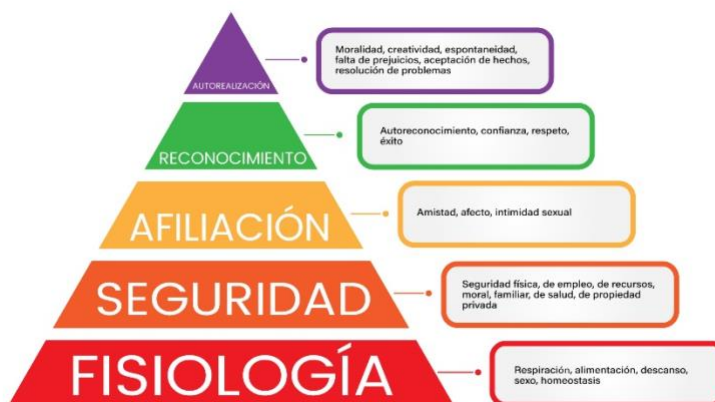 Moralidad, creatividad, espontaneidad,
falta de prejuicios, aceptación de hechos,
resolución de problemas
AUTOREALIZACIÓN
Autoreconocimiento, confianza, respeto,
éxito
RECONOCIMIENTO
Amistad, afecto, intimidad sexual
AFILIACIÓN
Seguridad física, de empleo, de recursos,
moral, familiar, de salud, de propiedad
privada
SEGURIDAD
Respiración, alimentación, descanso,
sexo, homeostasis
FISIOLOGÍA